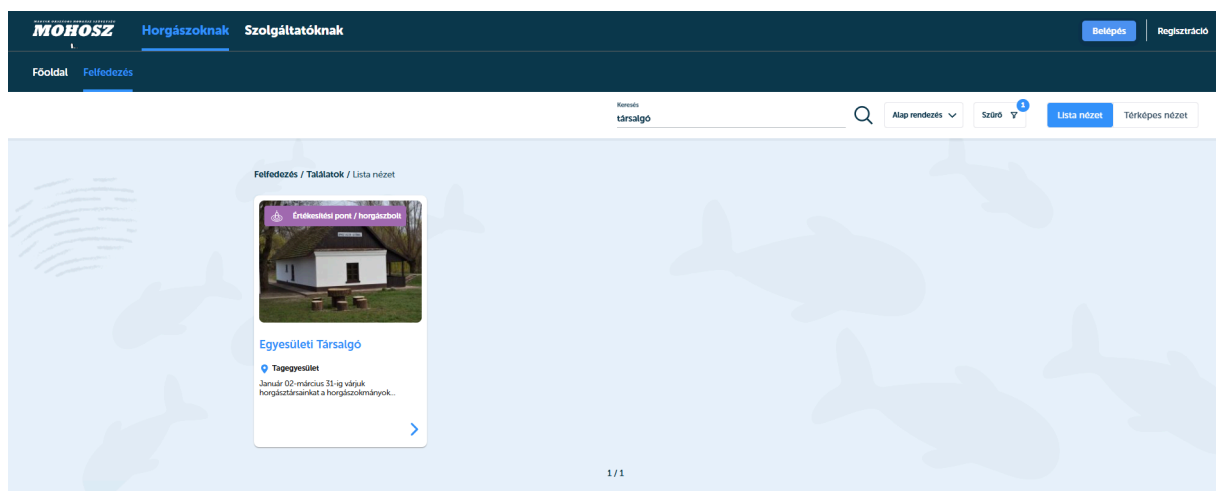 MOHOSZ
Horgászoknak Szolgáltatóknak
Belépés Regisztráció
Főoldal Felfedezés
Keresés
társalgó
Alap rendezés
Szűrő
1
Lista nézet Térképes nézet
Felfedezés / Találatok / Lista nézet
Értékesítési pont / horgászbolt
Egyesületi Társalgó
Tagegyesület
Január 02-március 31-ig várjuk
horgásztársainkat a horgászokmányok...
1 / 1